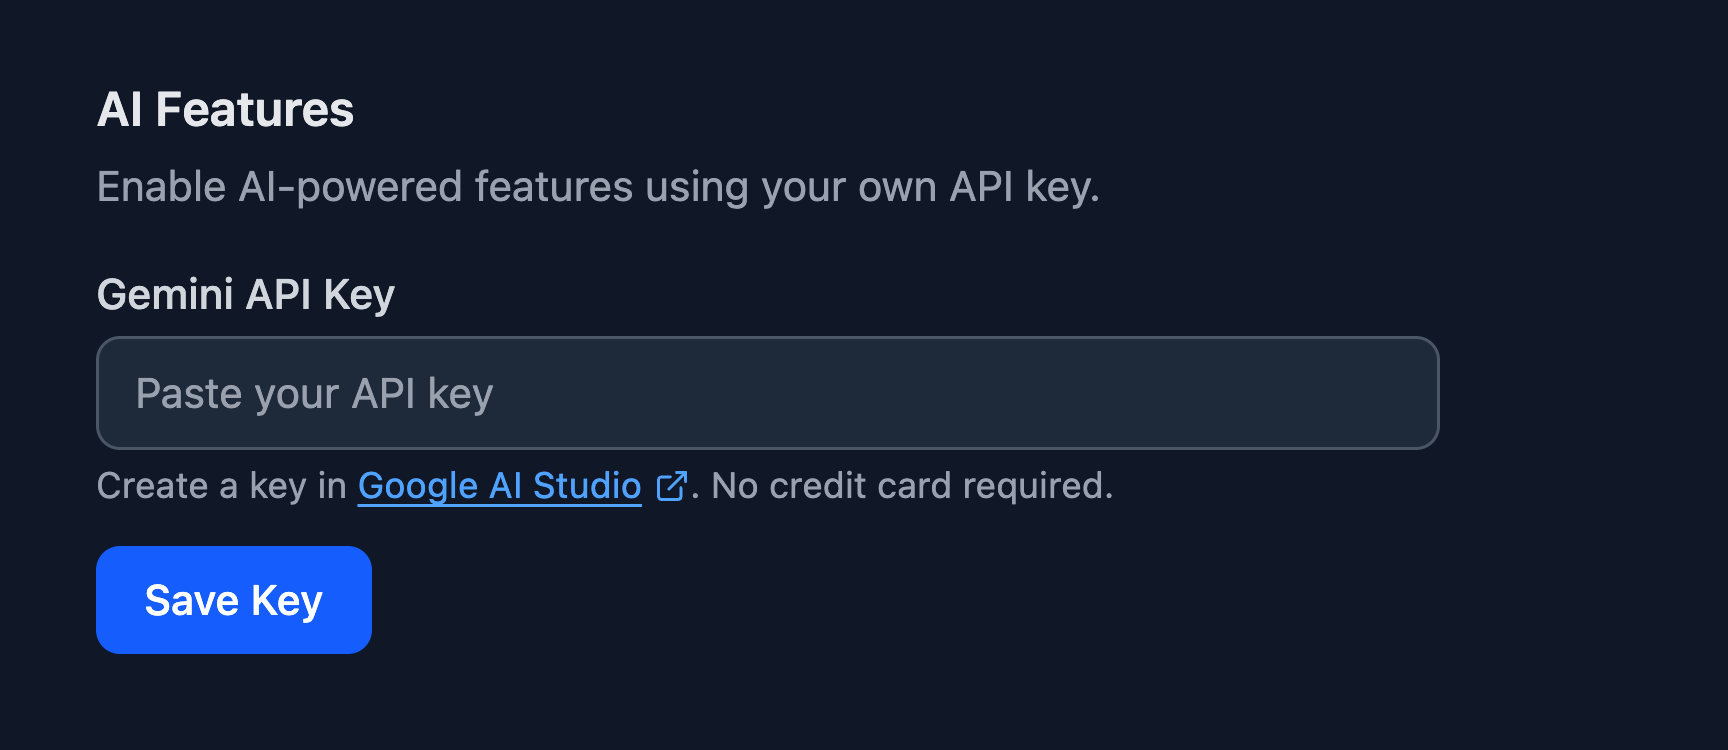 AI Features
Enable AI-powered features using your own API key.
Gemini API Key
Paste your API key
Create a key in Google AI Studio. No credit card required.
Save Key